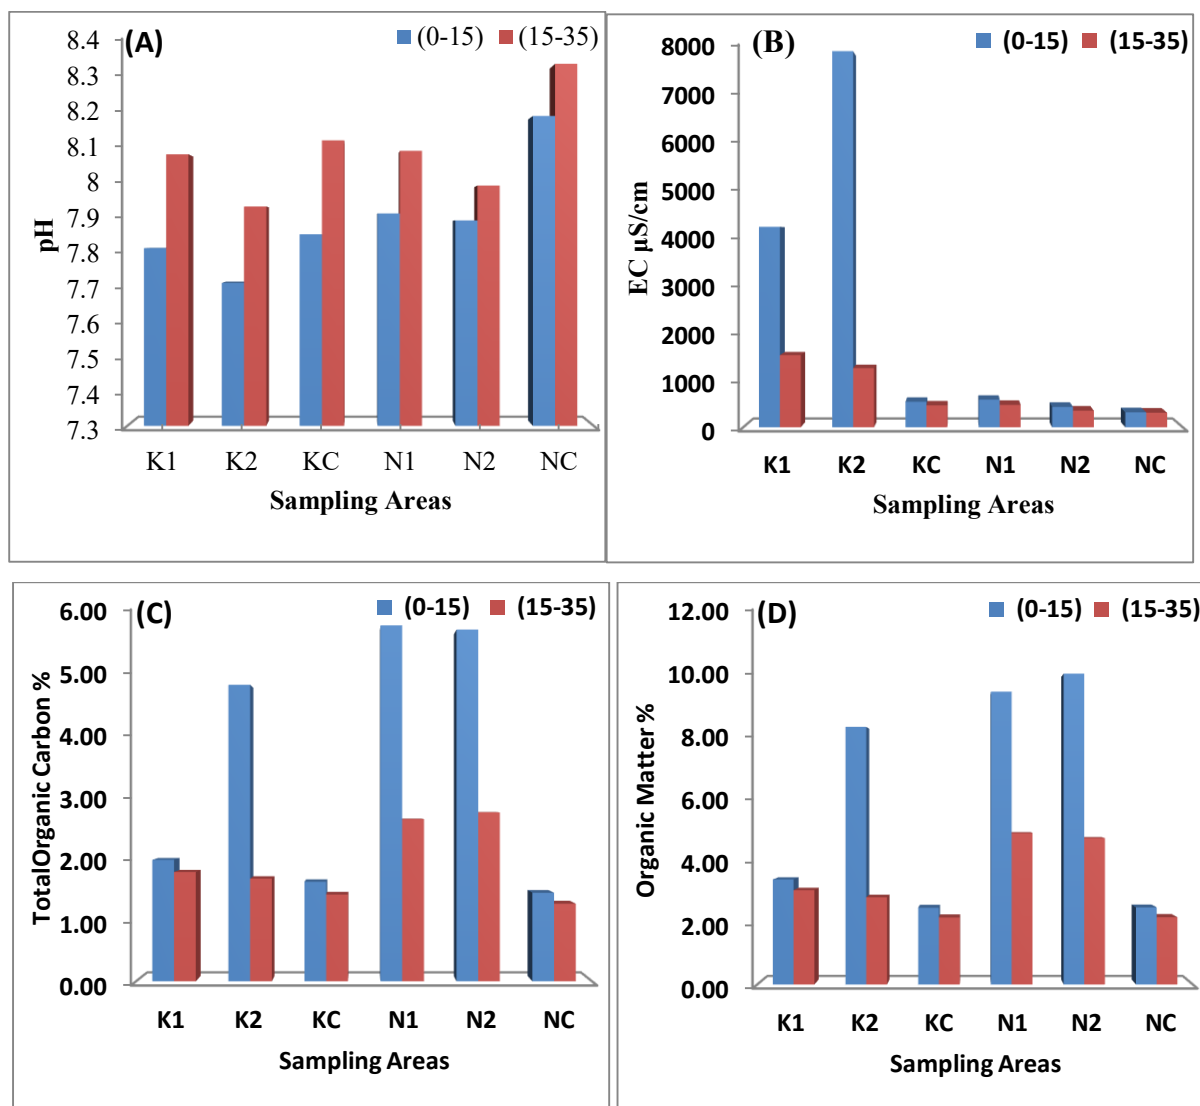 (A)
(0-15) (15-35)
8.4
8.3
8.2
8.1
8
7.9
7.8
7.7
7.6
7.5
7.4
7.3
pH
K1 K2 KC N1 N2 NC
Sampling Areas
(B)
(0-15) (15-35)
8000
7000
6000
5000
4000
3000
2000
1000
0
EC µS/cm
K1 K2 KC N1 N2 NC
Sampling Areas
(C)
(0-15) (15-35)
6.00
5.00
4.00
3.00
2.00
1.00
0.00
TotalOrganic Carbon %
K1 K2 KC N1 N2 NC
Sampling Areas
(D)
(0-15) (15-35)
12.00
10.00
8.00
6.00
4.00
2.00
0.00
Organic Matter %
K1 K2 KC N1 N2 NC
Sampling Areas